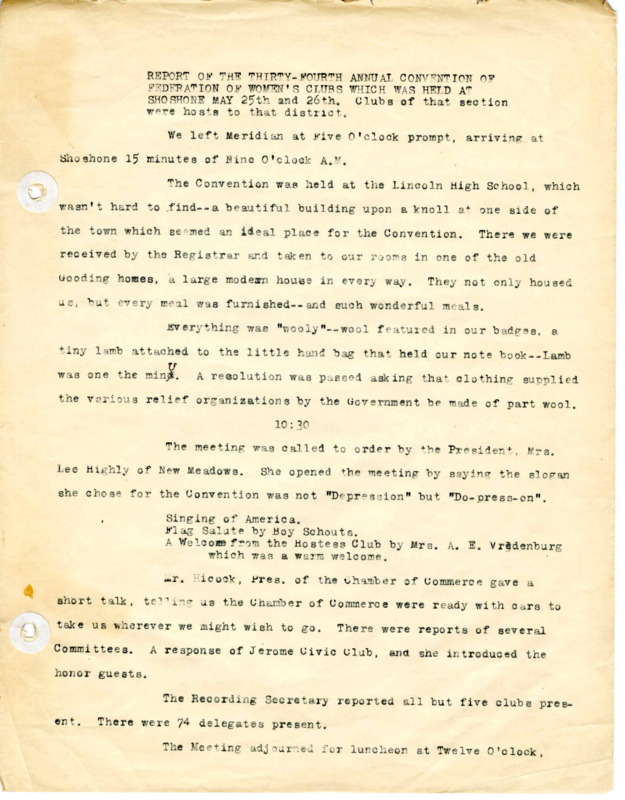 REPORT OF THE THIRTY-FOURTH ANNUAL CONVENTION OF
FEDERATION OF WOMEN'S CLUBS WHICH WAS HELD AT
SHOSHONE MAY 25th and 26th. Clubs of that section
were hosts to that district.
We left Meridian at Five O'clock prompt, arriving at
Shoshone 15 minutes of Nine O'clock A.M.
The Convention was held at the Lincoln High School, which
wasn't hard to find--a beautiful building upon a knoll at one side of
the town which seemed an ideal place for the Convention. There we were
received by the Registrar and taken to our rooms in one of the old
Gooding homes, a large modern house in every way. They not only housed
us, but every meal was furnished--and such wonderful meals.
Everything was "wooly"--wool featured in our badges, a
tiny lamb attached to the little hand bag that held our note book--Lamb
was one the minu. A resolution was passed asking that clothing supplied
the various relief organizations by the Government be made of part wool.
10:30
The meeting was called to order by the President, Mrs.
Lee Highly of New Meadows. She opened the meeting by saying the slogan
she chose for the Convention was not "Depression" but "Do-press-on".
Singing of America.
Flag Salute by Boy Schouts.
A Welcome from the Hostess Club by Mrs. A. E. Vredenburg
which was a warm welcome.
Mr. Hicock, Pres. of the Chamber of Commerce gave a
short talk, telling us the Chamber of Commerce were ready with cars to
take us wherever we might wish to go. There were reports of several
Committees. A response of Jerome Civic Club, and she introduced the
honor guests.
The Recording Secretary reported all but five clubs pres-
ent. There were 74 delegates present.
The Meeting adjourned for luncheon at Twelve O'clock,